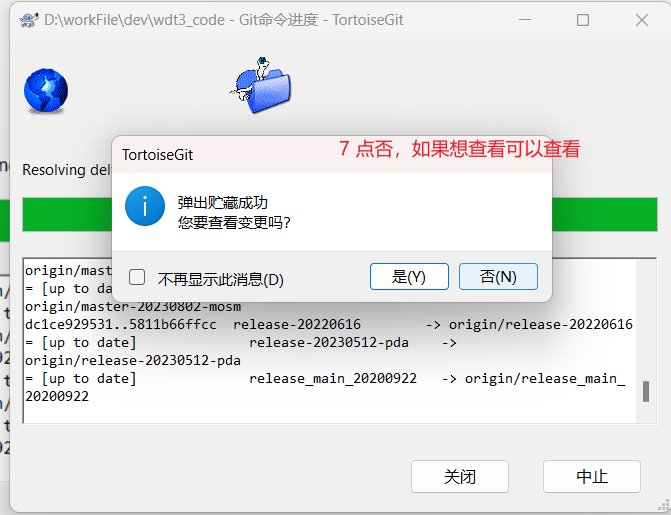 D:\workFile\dev\wdt3_code - Git命令进度 - TortoiseGit
TortoiseGit
7 点否，如果想查看可以查看
Resolving del
弹出贮藏成功
您要查看变更吗?
不再显示此消息(D)
是(Y)
否(N)
origin/mast
= [up to dat
origin/master-20230802-mosm
dc1ce929531..5811b66ffcc release-20220616 -> origin/release-20220616
= [up to date] release-20230512-pda ->
origin/release-20230512-pda
= [up to date] release_main_20200922 -> origin/release_main_
20200922
关闭
中止